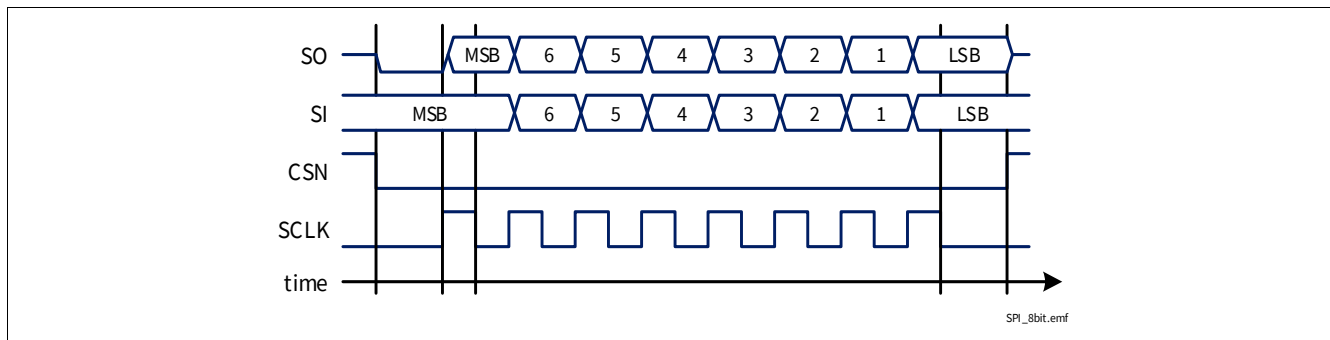 SO MSB 6 5 4 3 2 1 LSB
SI MSB 6 5 4 3 2 1 LSB
CSN
SCLK
time
SPI_8bit.emf